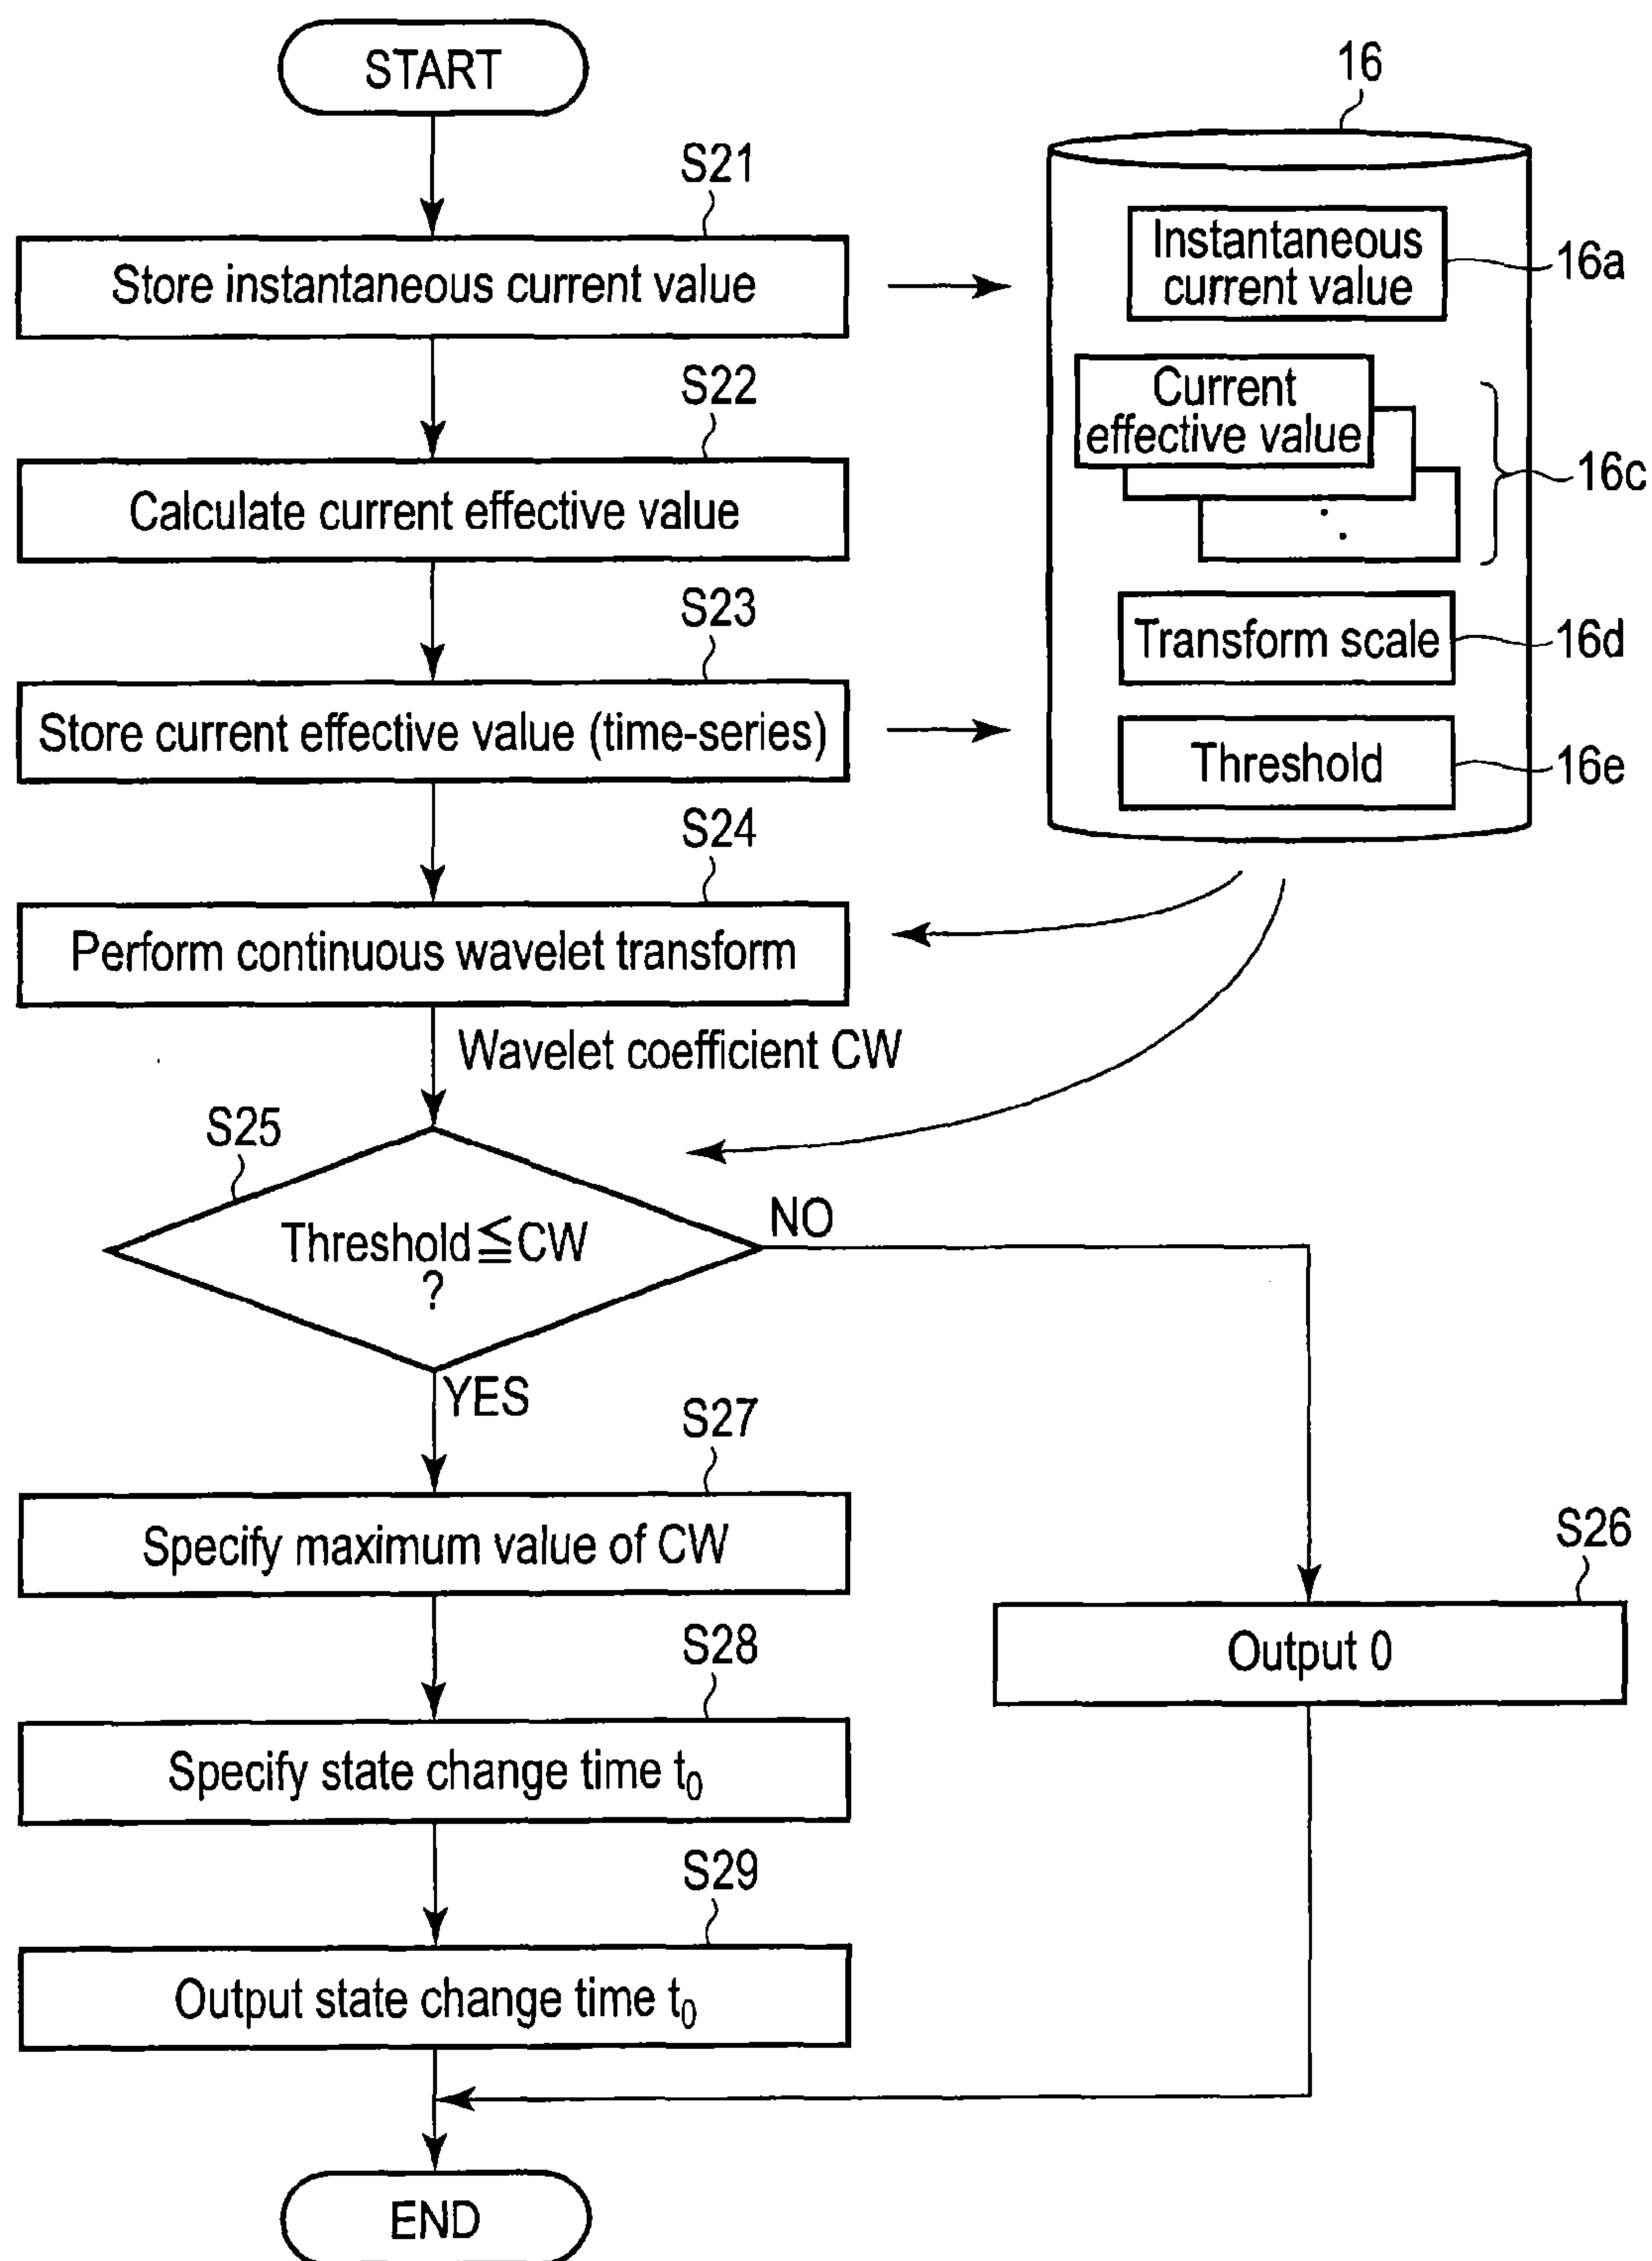 START
S21
Store instantaneous current value
S22
Calculate current effective value
S23
Store current effective value (time-series)
S24
Perform continuous wavelet transform
Wavelet coefficient CW
S25
Threshold≦CW
?
NO
YES
S27
Specify maximum value of CW
S28
Specify state change time t₀
S29
Output state change time t₀
S26
Output 0
END
16
Instantaneous
current value
16a
Current
effective value
16c
Transform scale
16d
Threshold
16e